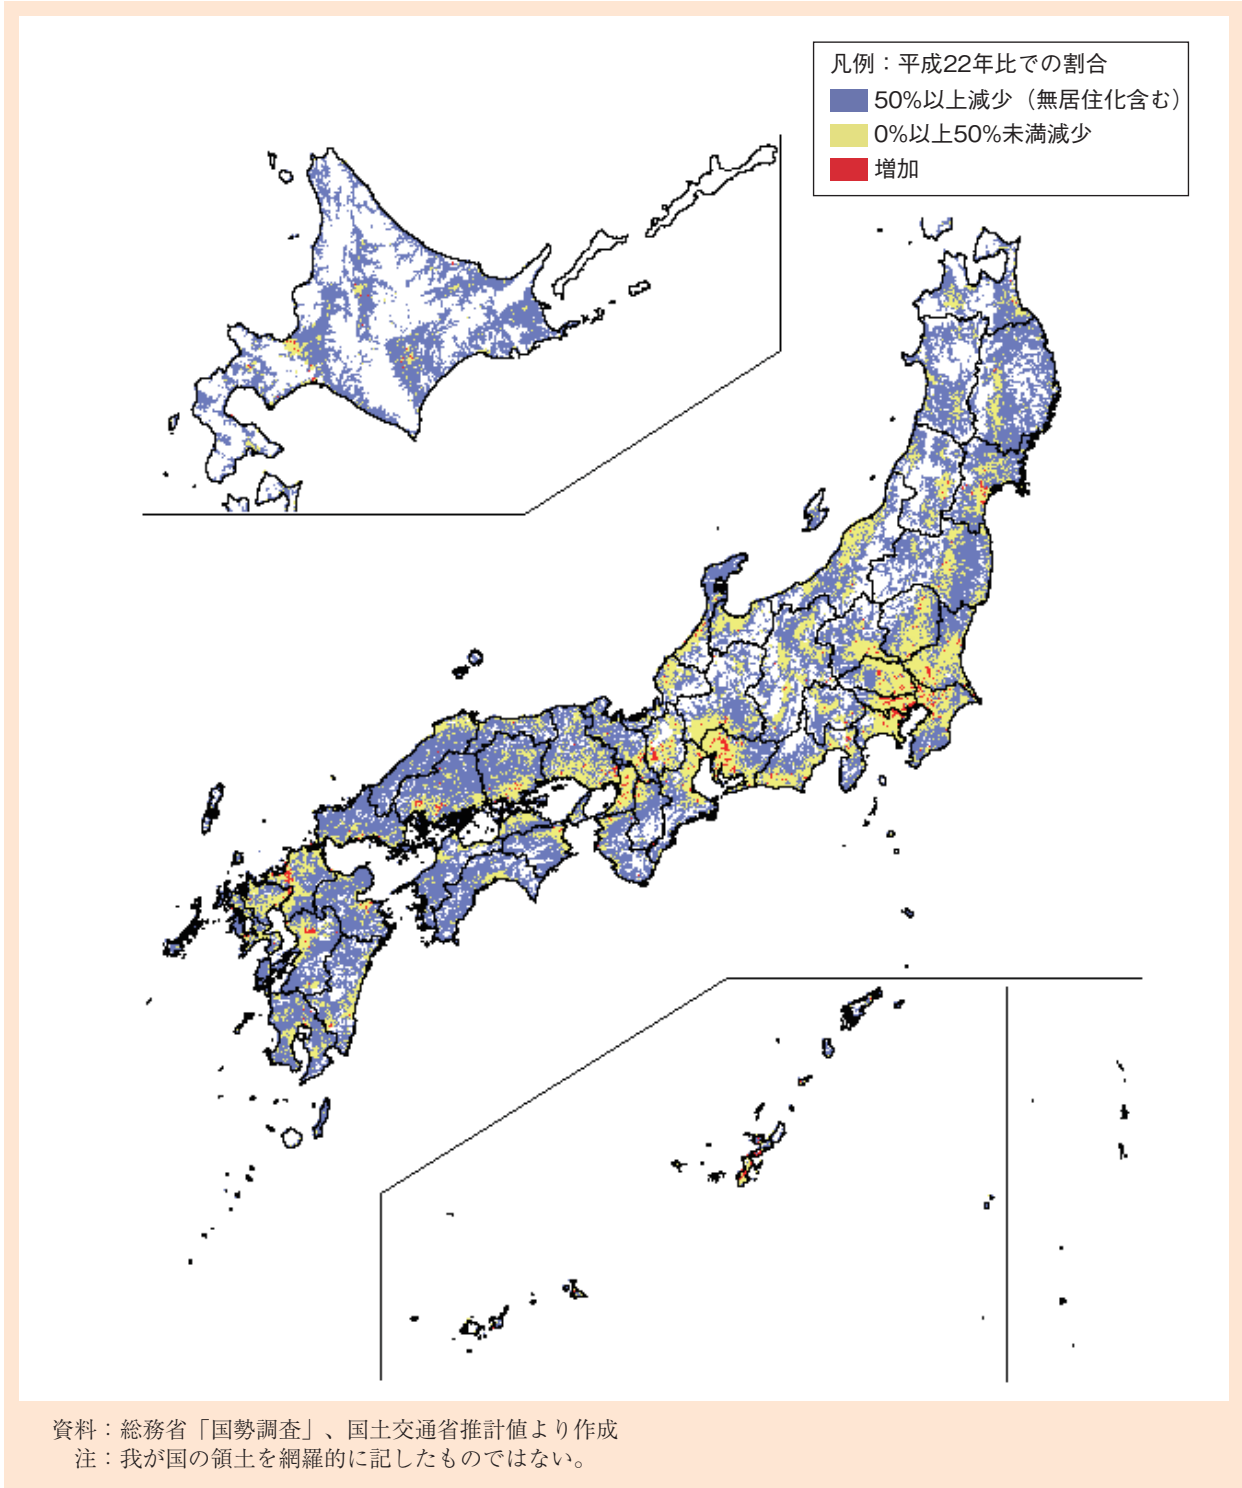 凡例：平成22年比での割合
50%以上減少（無居住化含む）
0%以上50%未満減少
増加
資料：総務省「国勢調査」、国土交通省推計値より作成
注：我が国の領土を網羅的に記したものではない。